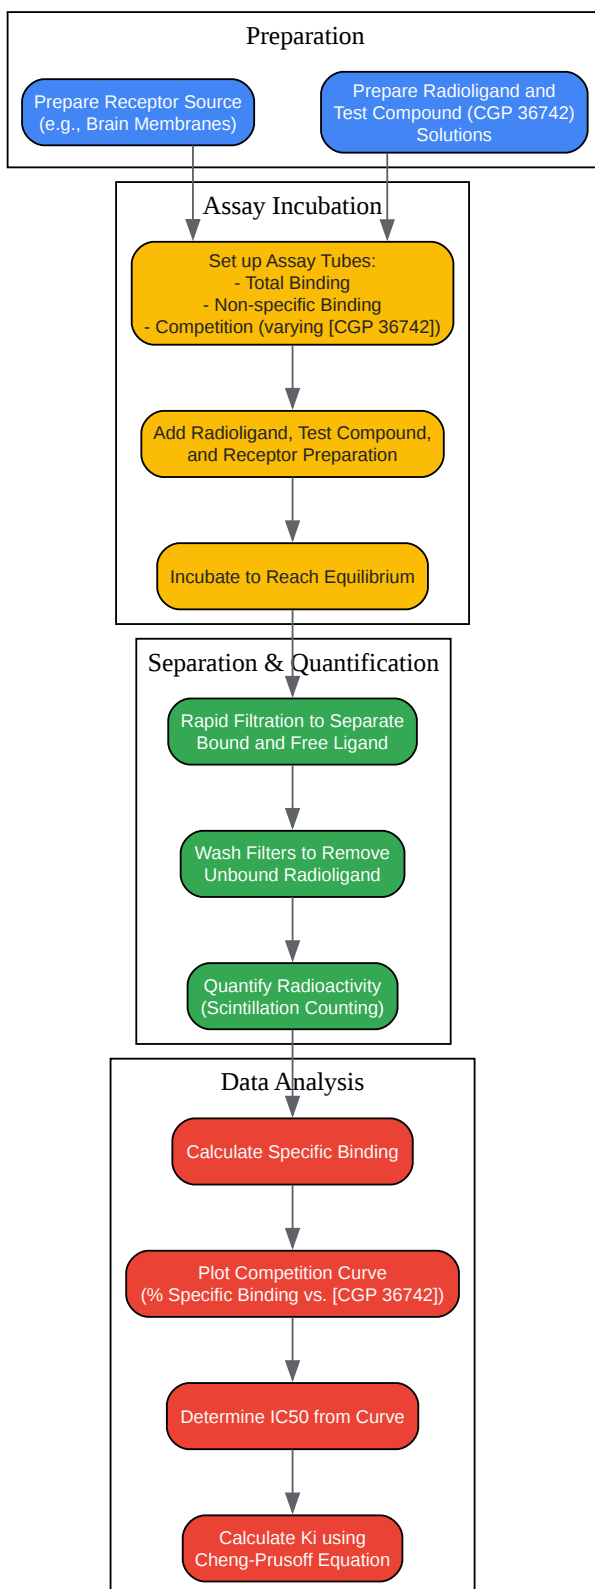 Preparation
Prepare Receptor Source
(e.g., Brain Membranes)
Prepare Radioligand and
Test Compound (CGP 36742)
Solutions
Assay Incubation
Set up Assay Tubes:
- Total Binding
- Non-specific Binding
- Competition (varying [CGP 36742])
Add Radioligand, Test Compound,
and Receptor Preparation
Incubate to Reach Equilibrium
Separation & Quantification
Rapid Filtration to Separate
Bound and Free Ligand
Wash Filters to Remove
Unbound Radioligand
Quantify Radioactivity
(Scintillation Counting)
Data Analysis
Calculate Specific Binding
Plot Competition Curve
(% Specific Binding vs. [CGP 36742])
Determine IC50 from Curve
Calculate Ki using
Cheng-Prusoff Equation